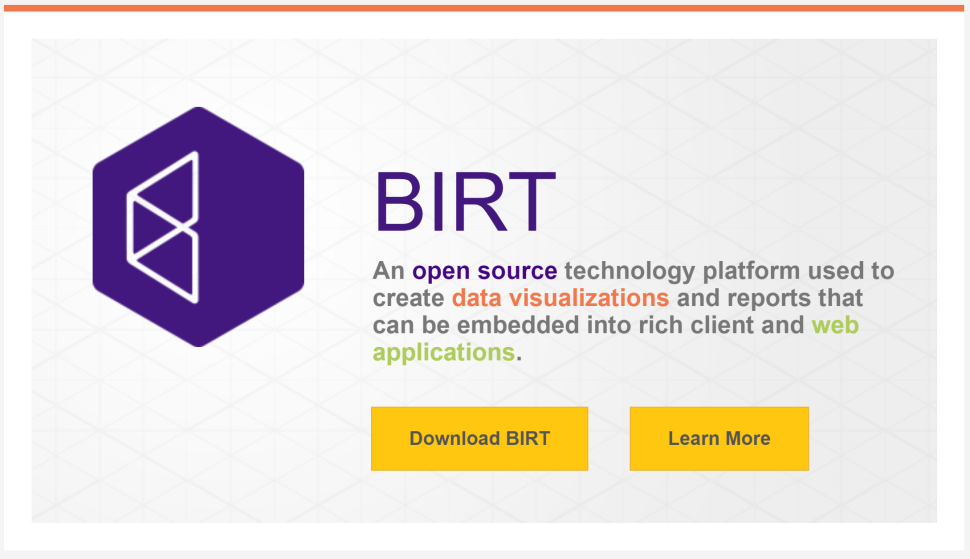 BIRT
An open source technology platform used to
create data visualizations and reports that
can be embedded into rich client and web
applications.
Download BIRT
Learn More